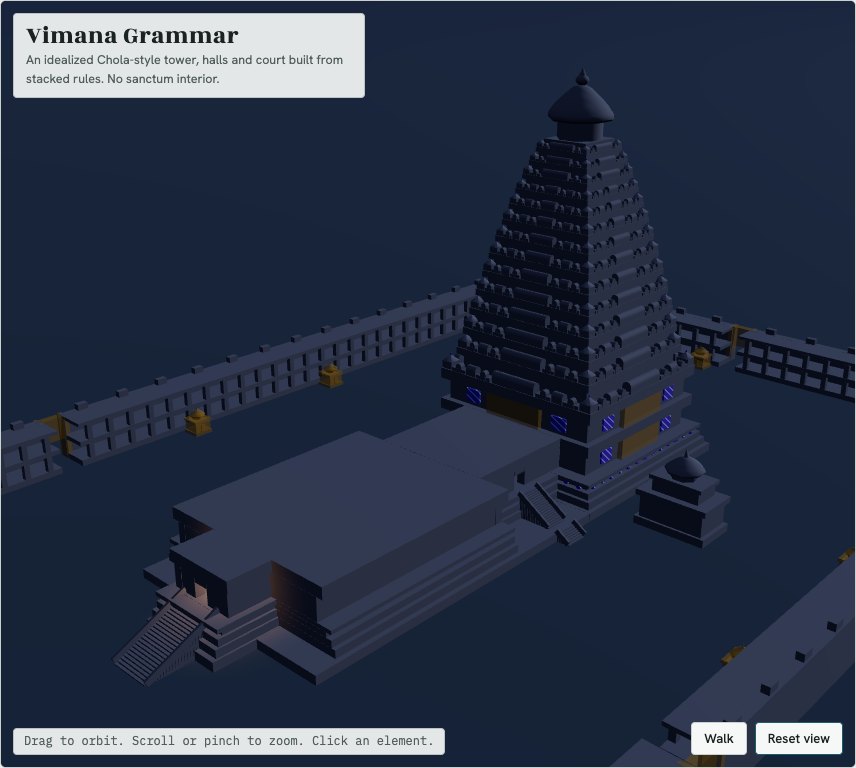 Vimana Grammar
An idealized Chola-style tower, halls and court built from
stacked rules. No sanctum interior.
Drag to orbit. Scroll or pinch to zoom. Click an element.
Walk
Reset view